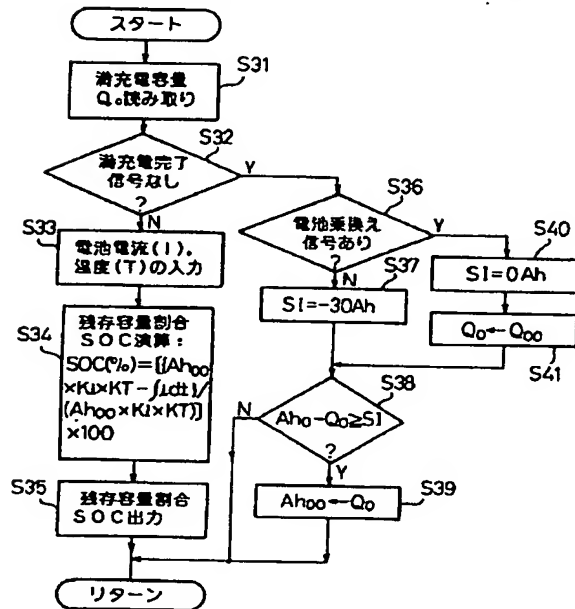 スタート
満充電容量
Q₀読み取り
S31
満充電完了
信号なし
?
S32
Y
N
S33
電池電流(I).
温度(T)の入力
S34
残存容量割合
SOC演算:
SOC(%)=[{Ah₀₀
×Ki×KT-∫idt}/
(Ah₀₀×Ki×KT)]
×100
S35
残存容量割合
SOC出力
リターン
S36
電池乗換え
信号あり
?
Y
N
S37
SI=-30Ah
S40
SI=0Ah
Q₀←Q₀₀
S41
S38
N
Ah₀-Q₀≥SI
?
Y
Ah₀₀←Q₀
S39